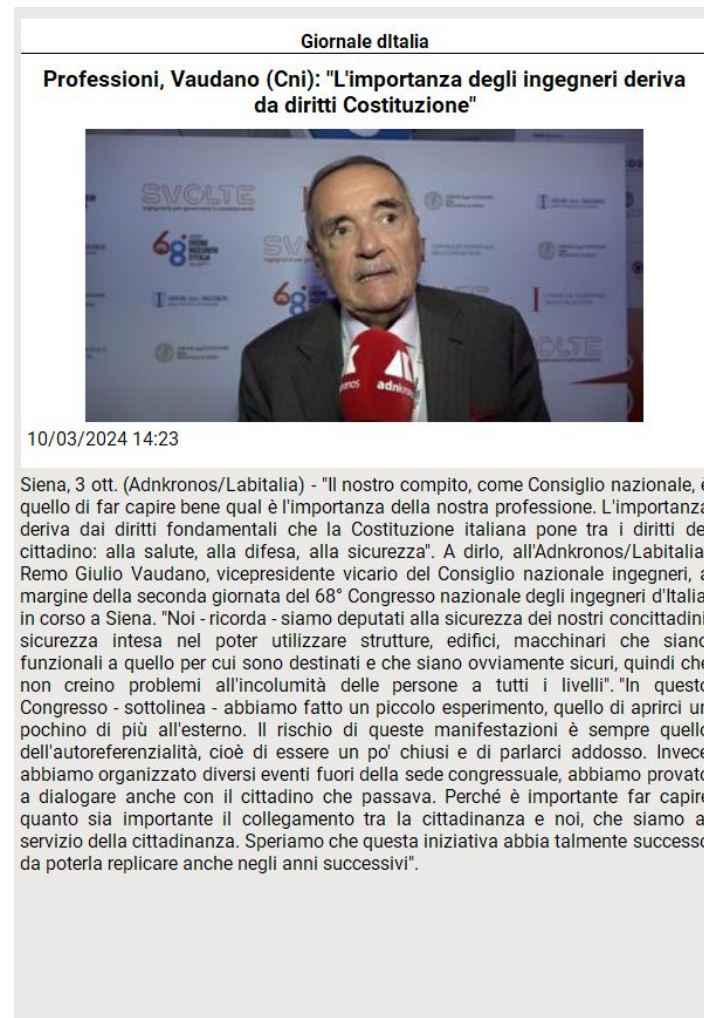 Giornale dItalia
Professioni, Vaudano (Cni): "L'importanza degli ingegneri deriva
da diritti Costituzione"
SVOLTE
68
SV
68
OLTE
adnkronos
10/03/2024 14:23
Siena, 3 ott. (Adnkronos/Labitalia) - "Il nostro compito, come Consiglio nazionale, è
quello di far capire bene qual è l'importanza della nostra professione. L'importanza
deriva dai diritti fondamentali che la Costituzione italiana pone tra i diritti de
cittadino: alla salute, alla difesa, alla sicurezza". A dirlo, all'Adnkronos/Labitalia
Remo Giulio Vaudano, vicepresidente vicario del Consiglio nazionale ingegneri, a
margine della seconda giornata del 68° Congresso nazionale degli ingegneri d'Italia
in corso a Siena. "Noi - ricorda - siamo deputati alla sicurezza dei nostri concittadini
sicurezza intesa nel poter utilizzare strutture, edifici, macchinari che siano
funzionali a quello per cui sono destinati e che siano ovviamente sicuri, quindi che
non creino problemi all'incolumità delle persone a tutti i livelli". "In questo
Congresso - sottolinea - abbiamo fatto un piccolo esperimento, quello di aprirci un
pochino di più all'esterno. Il rischio di queste manifestazioni è sempre quello
dell'autoreferenzialità, cioè di essere un po' chiusi e di parlarci addosso. Invece
abbiamo organizzato diversi eventi fuori della sede congressuale, abbiamo provato
a dialogare anche con il cittadino che passava. Perché è importante far capire
quanto sia importante il collegamento tra la cittadinanza e noi, che siamo a
servizio della cittadinanza. Speriamo che questa iniziativa abbia talmente successo
da poterla replicare anche negli anni successivi".